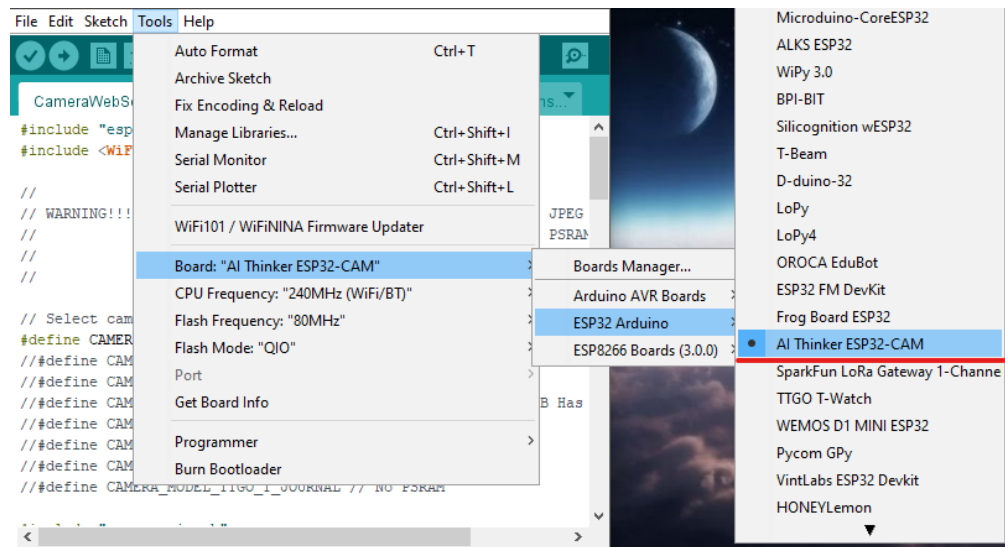 File Edit Sketch Tools Help
CameraWebS
ns...
Auto Format Ctrl+T
Archive Sketch
Fix Encoding & Reload
Manage Libraries... Ctrl+Shift+I
Serial Monitor Ctrl+Shift+M
Serial Plotter Ctrl+Shift+L
WiFi101 / WiFiNINA Firmware Updater
Board: "AI Thinker ESP32-CAM"
CPU Frequency: "240MHz (WiFi/BT)"
Flash Frequency: "80MHz"
Flash Mode: "QIO"
Port
Get Board Info
Programmer
Burn Bootloader
#include "esp
#include <WiF
//
// WARNING!!! JPEG
// PSRAM
//
//
// Select cam
#define CAMER
//#define CAM
//#define CAM
//#define CAM B Has
//#define CAM
//#define CAM
//#define CAM
//#define CAMERA_MODEL_TTGO_T_JOURNAL // No PSRAM
Boards Manager...
Arduino AVR Boards
ESP32 Arduino
ESP8266 Boards (3.0.0)
Microduino-CoreESP32
ALKS ESP32
WiPy 3.0
BPI-BIT
Silicognition wESP32
T-Beam
D-duino-32
LoPy
LoPy4
OROCA EduBot
ESP32 FM DevKit
Frog Board ESP32
AI Thinker ESP32-CAM
SparkFun LoRa Gateway 1-Channe
TTGO T-Watch
WEMOS D1 MINI ESP32
Pycom GPy
VintLabs ESP32 Devkit
HONEYLemon